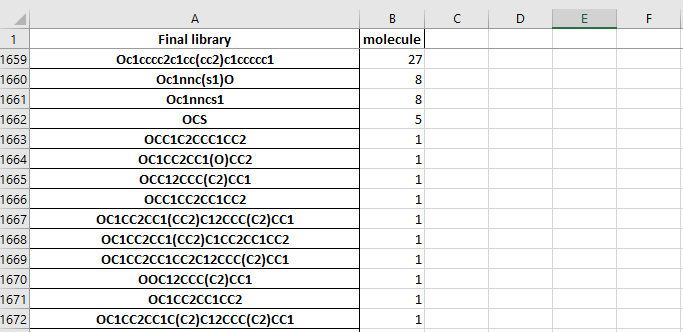 A B C D E F
1 Final library molecule
1659 Oc1cccc2c1cc(cc2)c1ccccc1 27
1660 Oc1nnc(s1)O 8
1661 Oc1nncs1 8
1662 OCS 5
1663 OCC1C2CCC1CC2 1
1664 OC1CC2CC1(O)CC2 1
1665 OCC12CCC(C2)CC1 1
1666 OCC1CC2CC1CC2 1
1667 OC1CC2CC1(CC2)C12CCC(C2)CC1 1
1668 OC1CC2CC1(CC2)C1CC2CC1CC2 1
1669 OC1CC2CC1CC2C12CCC(C2)CC1 1
1670 OOC12CCC(C2)CC1 1
1671 OC1CC2CC1CC2 1
1672 OC1CC2CC1C(C2)C12CCC(C2)CC1 1